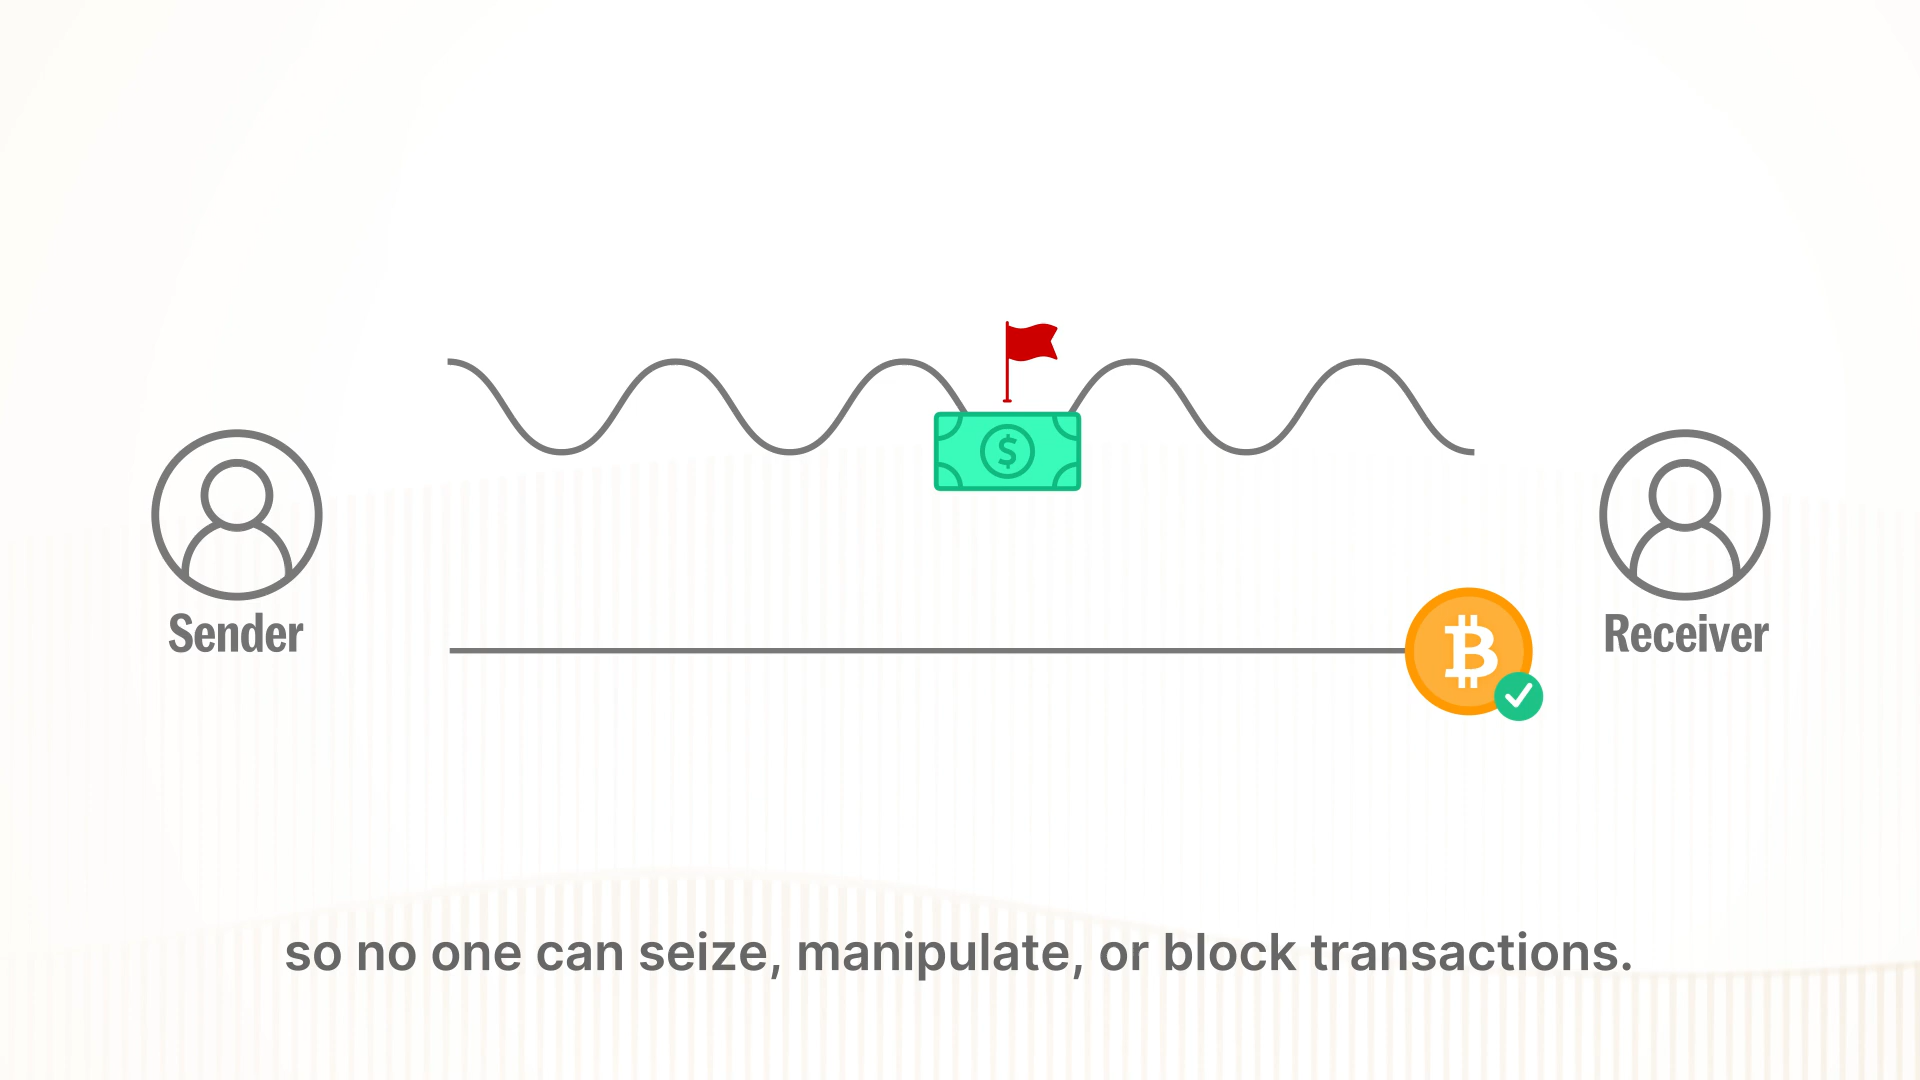 Sender
Receiver
so no one can seize, manipulate, or block transactions.